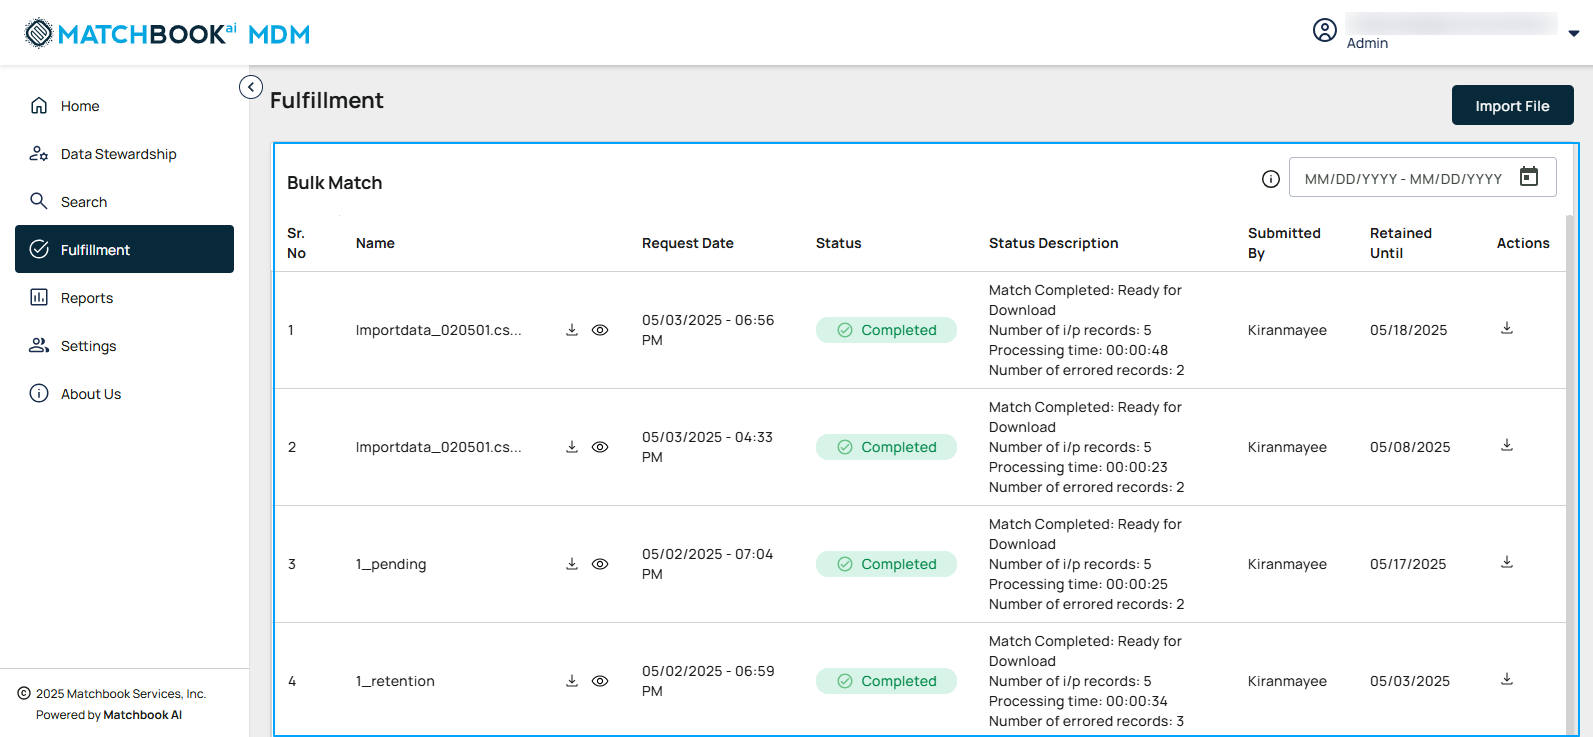 MATCHBOOKai MDM
Admin
Home
Data Stewardship
Search
Fulfillment
Reports
Settings
About Us
© 2025 Matchbook Services, Inc.
Powered by Matchbook AI
Fulfillment
Import File
Bulk Match
MM/DD/YYYY - MM/DD/YYYY
Sr.
No
Name
Request Date
Status
Status Description
Submitted
By
Retained
Until
Actions
1
Importdata_020501.cs...
05/03/2025 - 06:56
PM
Completed
Match Completed: Ready for
Download
Number of i/p records: 5
Processing time: 00:00:48
Number of errored records: 2
Kiranmayee
05/18/2025
2
Importdata_020501.cs...
05/03/2025 - 04:33
PM
Completed
Match Completed: Ready for
Download
Number of i/p records: 5
Processing time: 00:00:23
Number of errored records: 2
Kiranmayee
05/08/2025
3
1_pending
05/02/2025 - 07:04
PM
Completed
Match Completed: Ready for
Download
Number of i/p records: 5
Processing time: 00:00:25
Number of errored records: 2
Kiranmayee
05/17/2025
4
1_retention
05/02/2025 - 06:59
PM
Completed
Match Completed: Ready for
Download
Number of i/p records: 5
Processing time: 00:00:34
Number of errored records: 3
Kiranmayee
05/03/2025